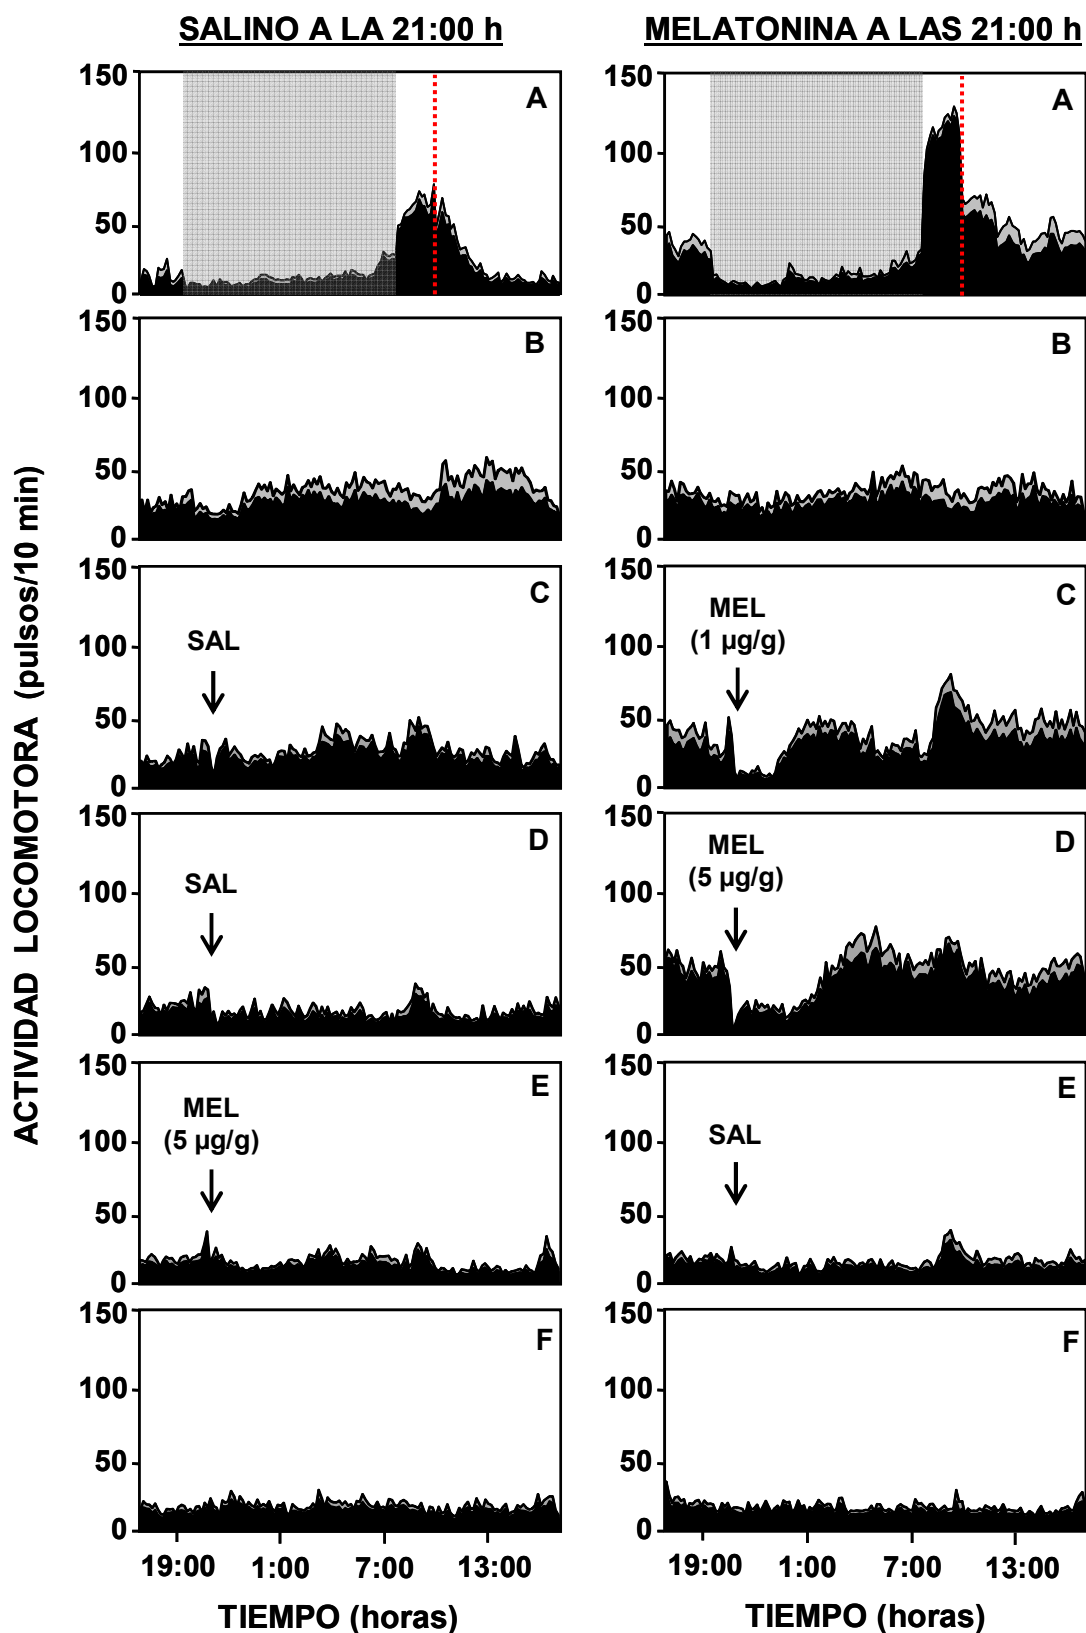 SALINO A LA 21:00 h
MELATONINA A LAS 21:00 h
ACTIVIDAD LOCOMOTORA (pulsos/10 min)
150
100
50
0
A
150
100
50
0
A
150
100
50
0
B
150
100
50
0
B
150
100
50
0
C
SAL
150
100
50
0
C
MEL
(1 µg/g)
150
100
50
0
D
SAL
150
100
50
0
D
MEL
(5 µg/g)
150
100
50
0
E
MEL
(5 µg/g)
150
100
50
0
E
SAL
150
100
50
0
F
150
100
50
0
F
19:00 1:00 7:00 13:00
19:00 1:00 7:00 13:00
TIEMPO (horas)
TIEMPO (horas)